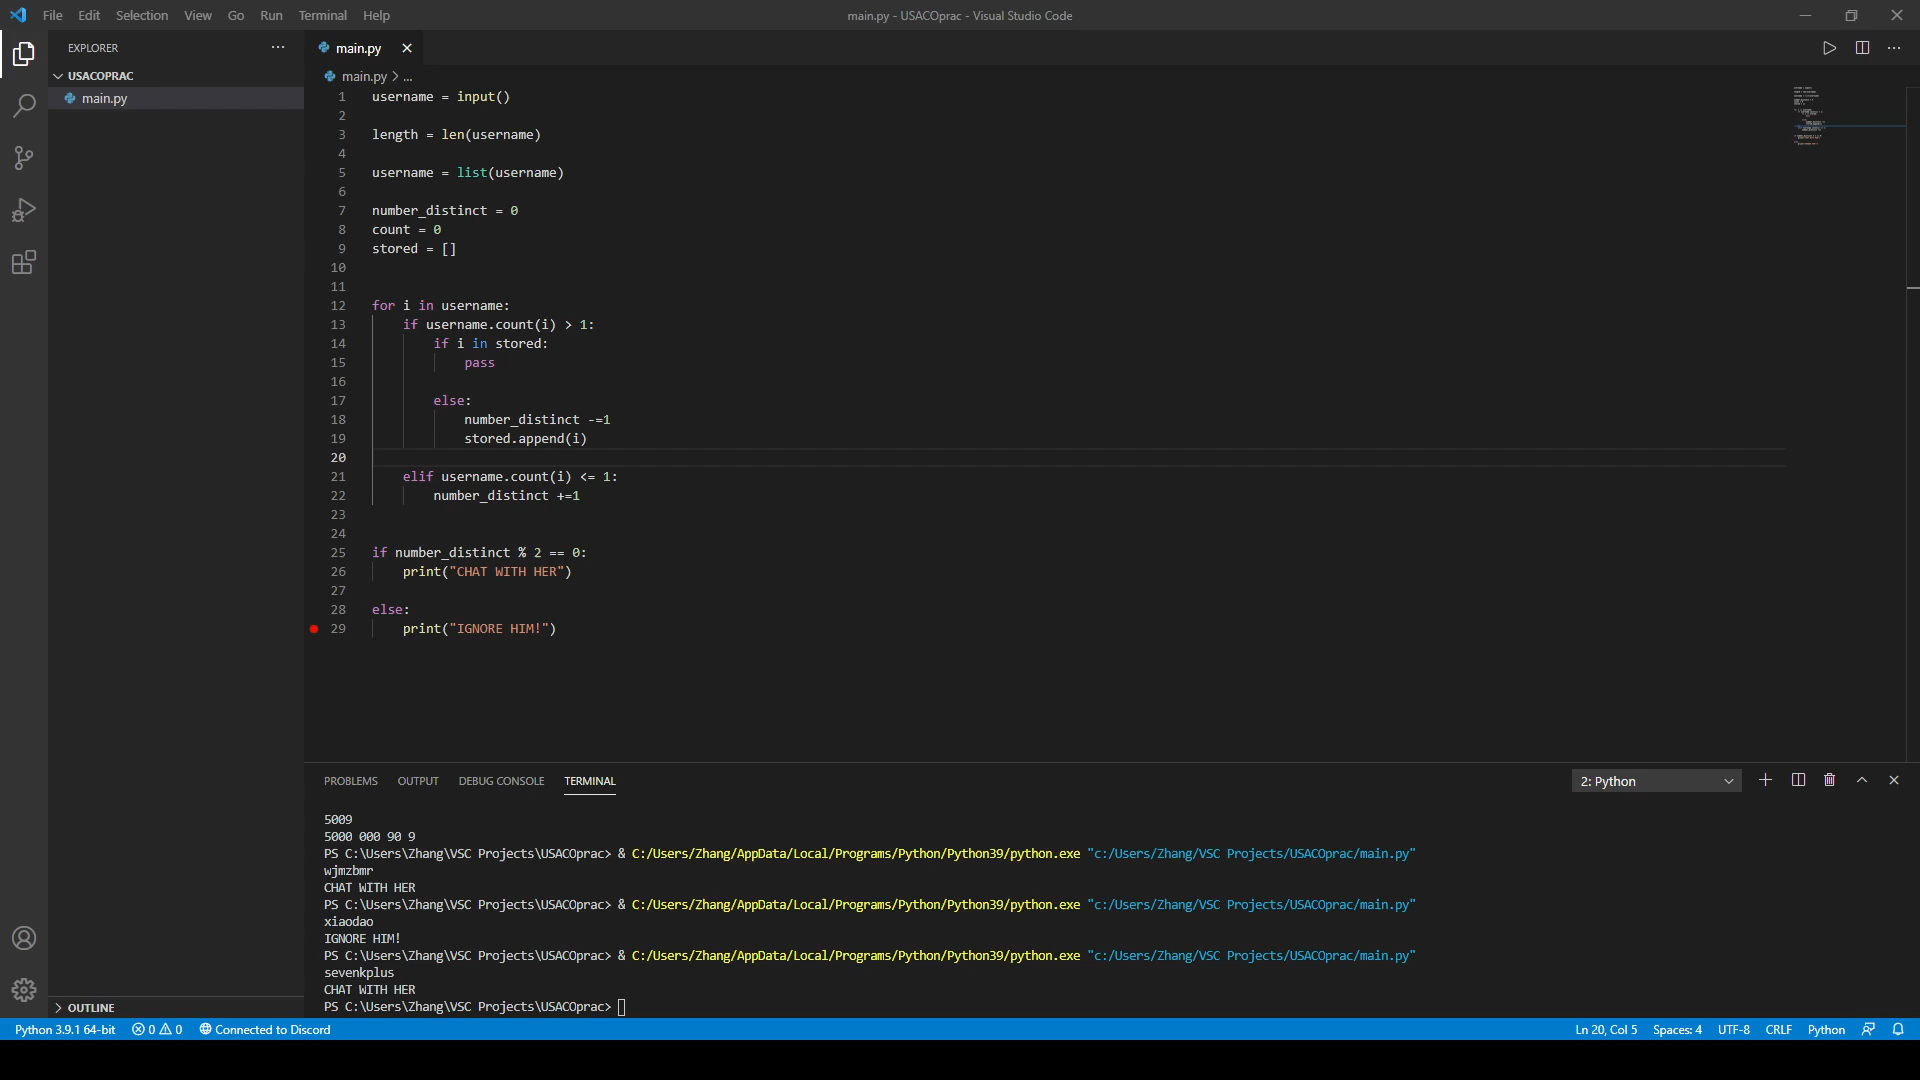 File Edit Selection View Go Run Terminal Help
main.py - USACOprac - Visual Studio Code
EXPLORER
USACOPRAC
main.py
main.py
main.py > ...
1 username = input()
2
3 length = len(username)
4
5 username = list(username)
6
7 number_distinct = 0
8 count = 0
9 stored = []
10
11
12 for i in username:
13 if username.count(i) > 1:
14 if i in stored:
15 pass
16
17 else:
18 number_distinct -=1
19 stored.append(i)
20
21 elif username.count(i) <= 1:
22 number_distinct +=1
23
24
25 if number_distinct % 2 == 0:
26 print("CHAT WITH HER")
27
28 else:
29 print("IGNORE HIM!")
PROBLEMS OUTPUT DEBUG CONSOLE TERMINAL
2: Python
5009
5000 000 90 9
PS C:\Users\Zhang\VSC Projects\USACOprac> & C:/Users/Zhang/AppData/Local/Programs/Python/Python39/python.exe "c:/Users/Zhang/VSC Projects/USACOprac/main.py"
wjmzbmr
CHAT WITH HER
PS C:\Users\Zhang\VSC Projects\USACOprac> & C:/Users/Zhang/AppData/Local/Programs/Python/Python39/python.exe "c:/Users/Zhang/VSC Projects/USACOprac/main.py"
xiaodao
IGNORE HIM!
PS C:\Users\Zhang\VSC Projects\USACOprac> & C:/Users/Zhang/AppData/Local/Programs/Python/Python39/python.exe "c:/Users/Zhang/VSC Projects/USACOprac/main.py"
sevenkplus
CHAT WITH HER
PS C:\Users\Zhang\VSC Projects\USACOprac>
OUTLINE
Python 3.9.1 64-bit 0 0 Connected to Discord
Ln 20, Col 5 Spaces: 4 UTF-8 CRLF Python